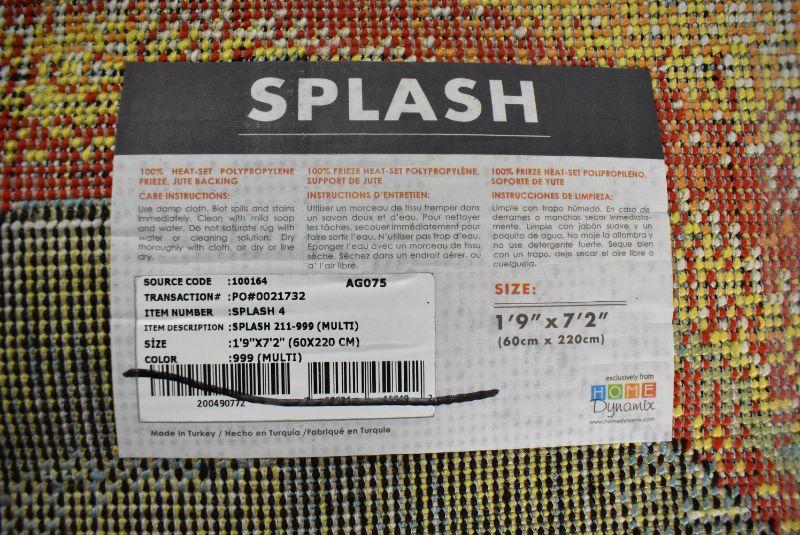 SPLASH
100% HEAT-SET POLYPROPYLENE
FRIEZE, JUTE BACKING
CARE INSTRUCTIONS:
Use damp cloth. Blot spills and stains
immediately. Clean with mild soap
and water. Do not saturate rug with
water or cleaning solution. Dry
thoroughly with cloth, air dry or line
dry.
100% FRIEZE HEAT-SET POLYPROPYLÈNE,
SUPPORT DE JUTE
INSTRUCTIONS D'ENTRETIEN:
Utiliser un morceau de tissu tremper dans
un savon doux et d'eau. Pour nettoyer
les tâches, secouer immédiatement pour
faire sortir l'eau. N'utiliser pas trop d'eau.
Eponger l'eau avec un morceau de tissu
sèche. Sèchez dans un endroit aérer, ou
a' l'air libre.
100% FRIEZE HEAT-SET POLIPROPILENO,
SOPORTE DE YUTE
INSTRUCCIONES DE LIMPIEZA:
Limpie con trapo húmedo. En caso de
derrames o manchas secar inmediata-
mente. Limpie con jabón suave y un
poquito de agua. No moje la alfombra y
no use detergente fuerte. Seque bien
con un trapo, deje secar el aire libre o
cuelguela.
SOURCE CODE :100164 AG075
TRANSACTION# :PO#0021732
ITEM NUMBER :SPLASH 4
ITEM DESCRIPTION :SPLASH 211-999 (MULTI)
SİZE :1'9"X7'2" (60X220 CM)
COLOR :999 (MULTI)
200490772
SIZE:
1'9" x 7'2"
(60cm x 220cm)
exclusively from
HOME
Dynamix
www.homedynamix.com
Made in Turkey / Hecho en Turquía /Fabriqué en Turquie